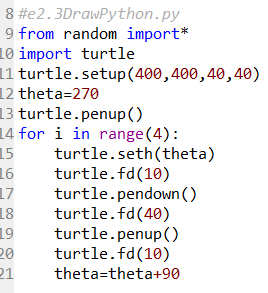 8 #e2.3DrawPython.py
9 from random import*
10 import turtle
11 turtle.setup(400,400,40,40)
12 theta=270
13 turtle.penup()
14 for i in range(4):
15     turtle.seth(theta)
16     turtle.fd(10)
17     turtle.pendown()
18     turtle.fd(40)
19     turtle.penup()
20     turtle.fd(10)
21     theta=theta+90